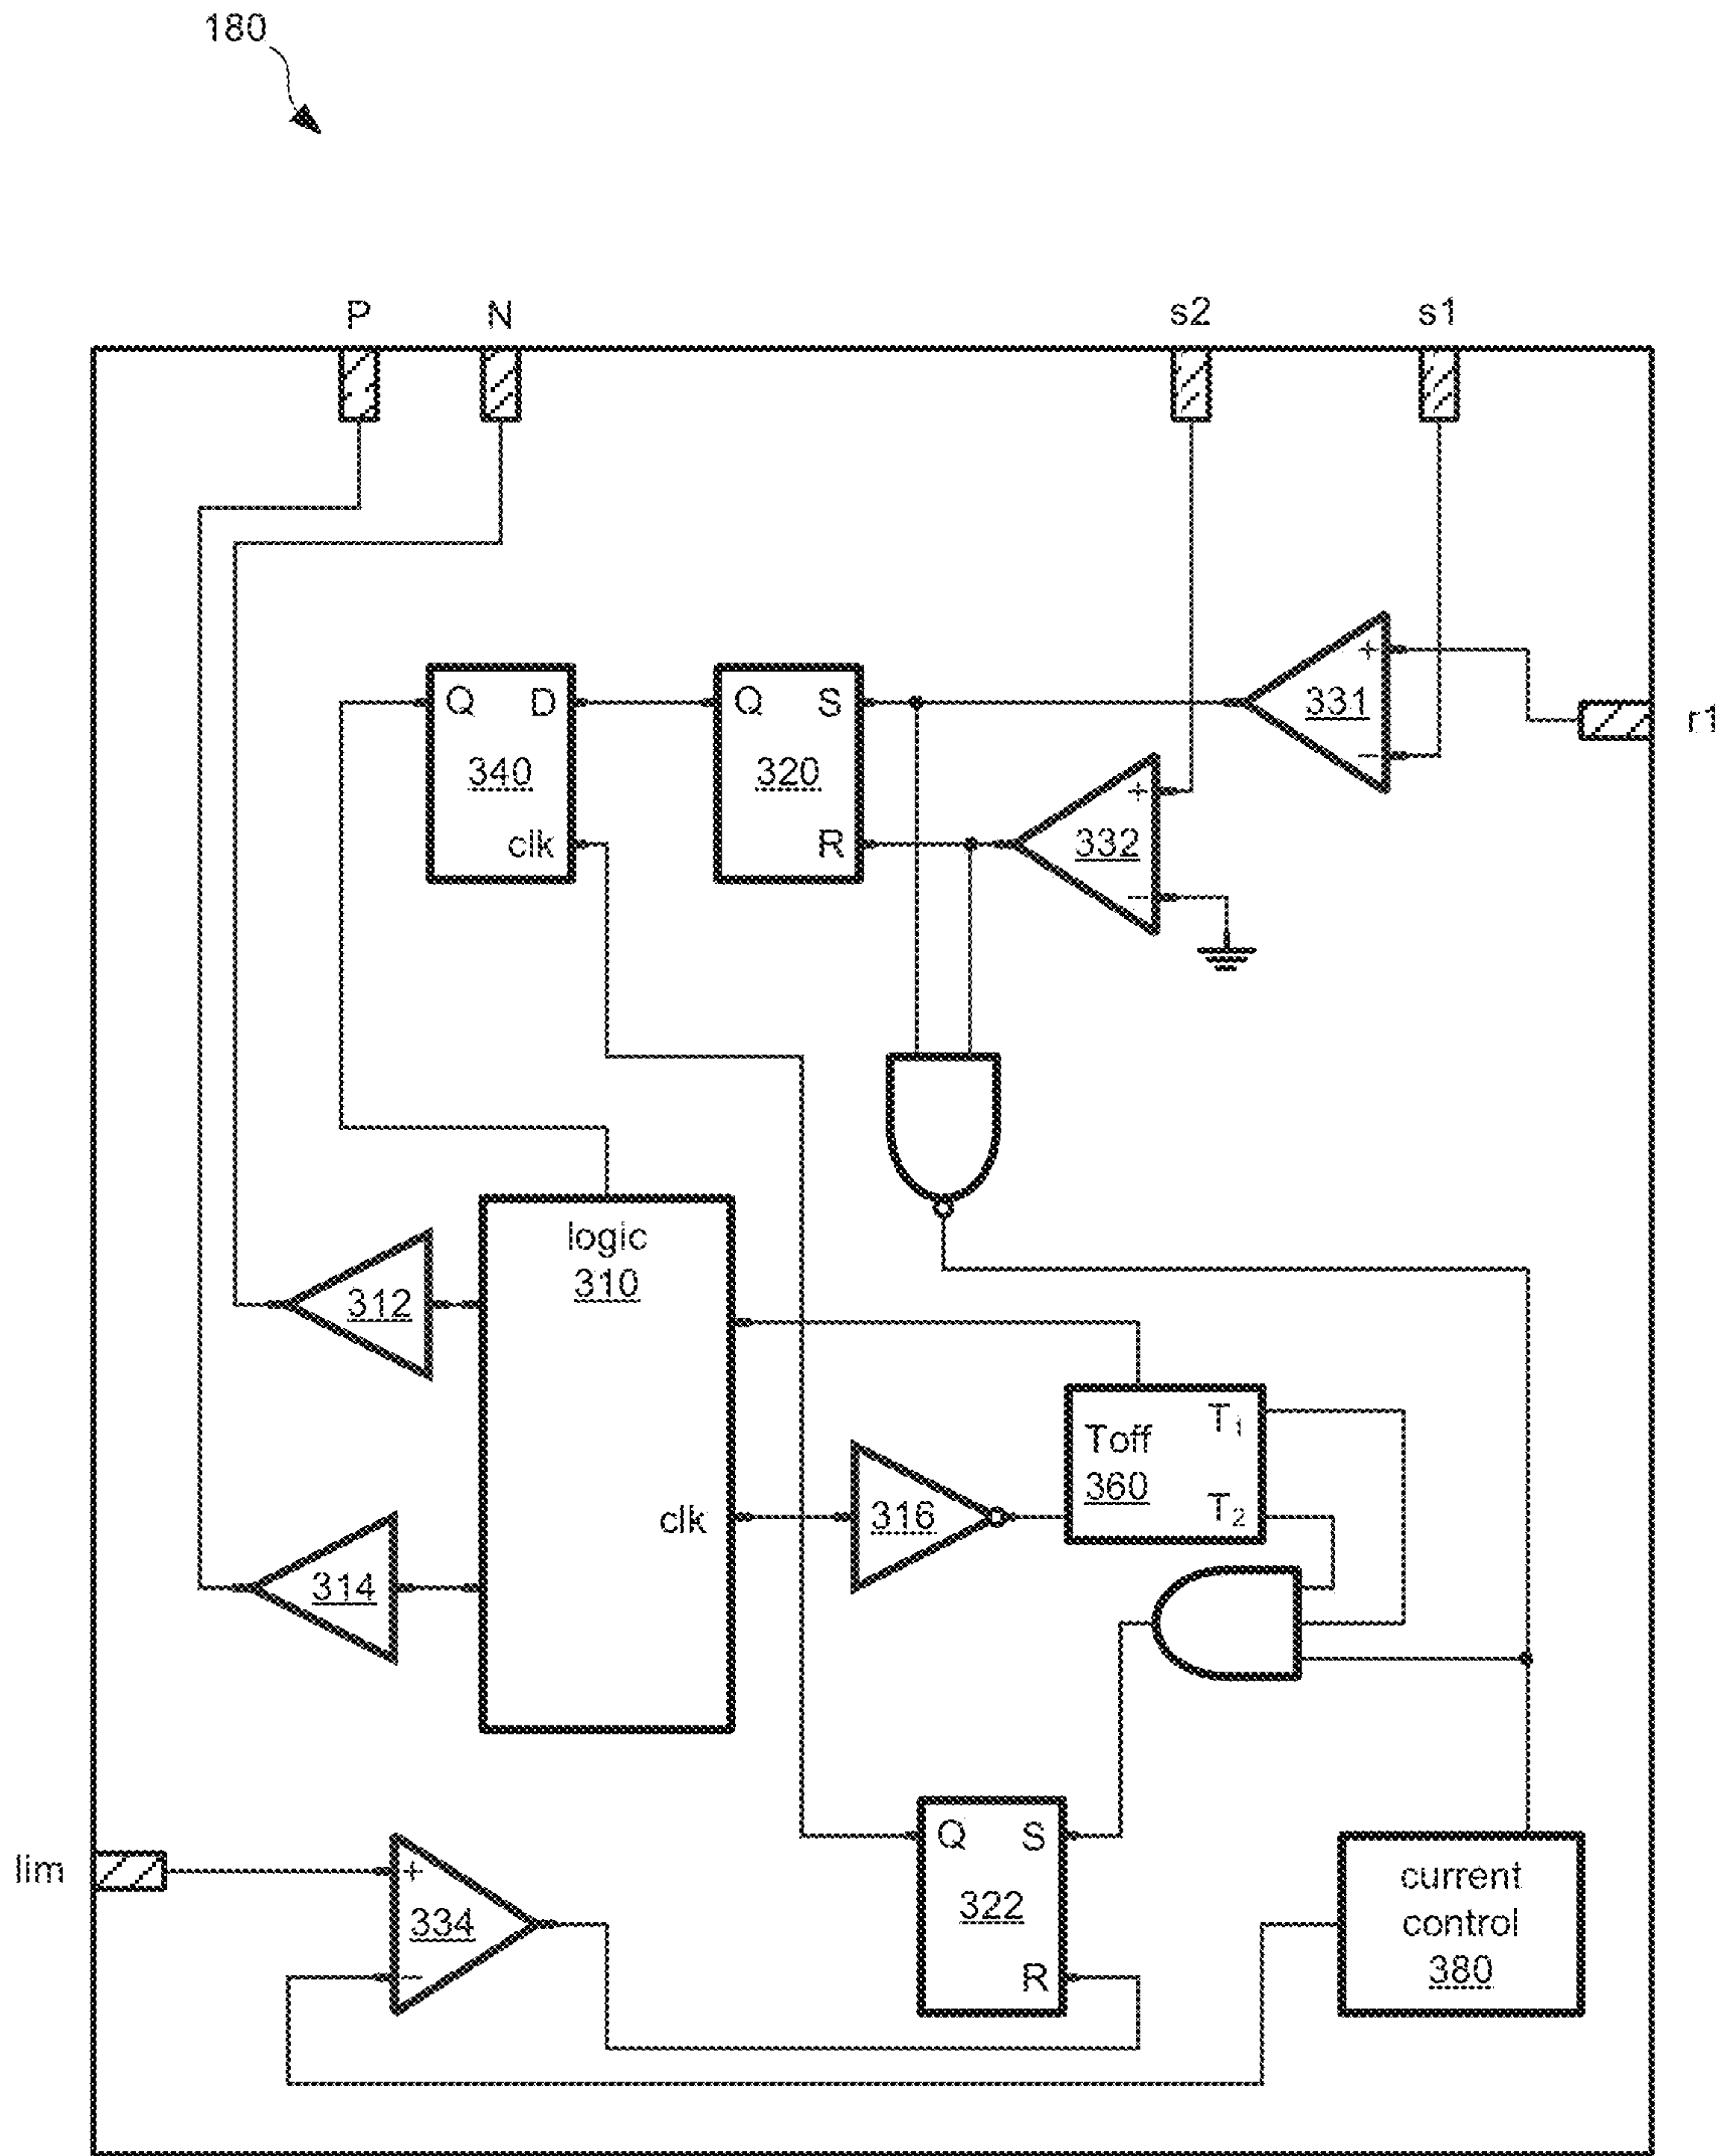 180
P N s2 s1
+
331
−
r1
Q D
340
clk
Q S
320
R
+
332
−
logic
310
clk
312
314
316
T1
Toff
360
T2
lim
+
334
−
Q S
322
R
current
control
380